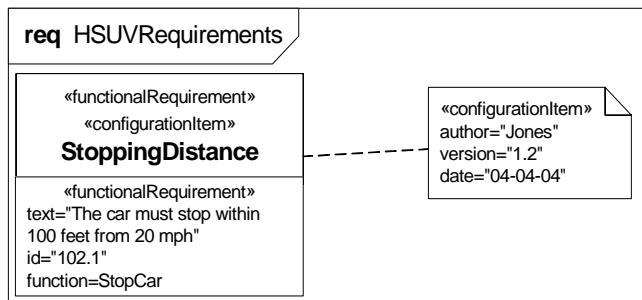 req HSUVRequirements
«functionalRequirement»
«configurationItem»
StoppingDistance
«functionalRequirement»
text="The car must stop within
100 feet from 20 mph"
id="102.1"
function=StopCar
«configurationItem»
author="Jones"
version="1.2"
date="04-04-04"